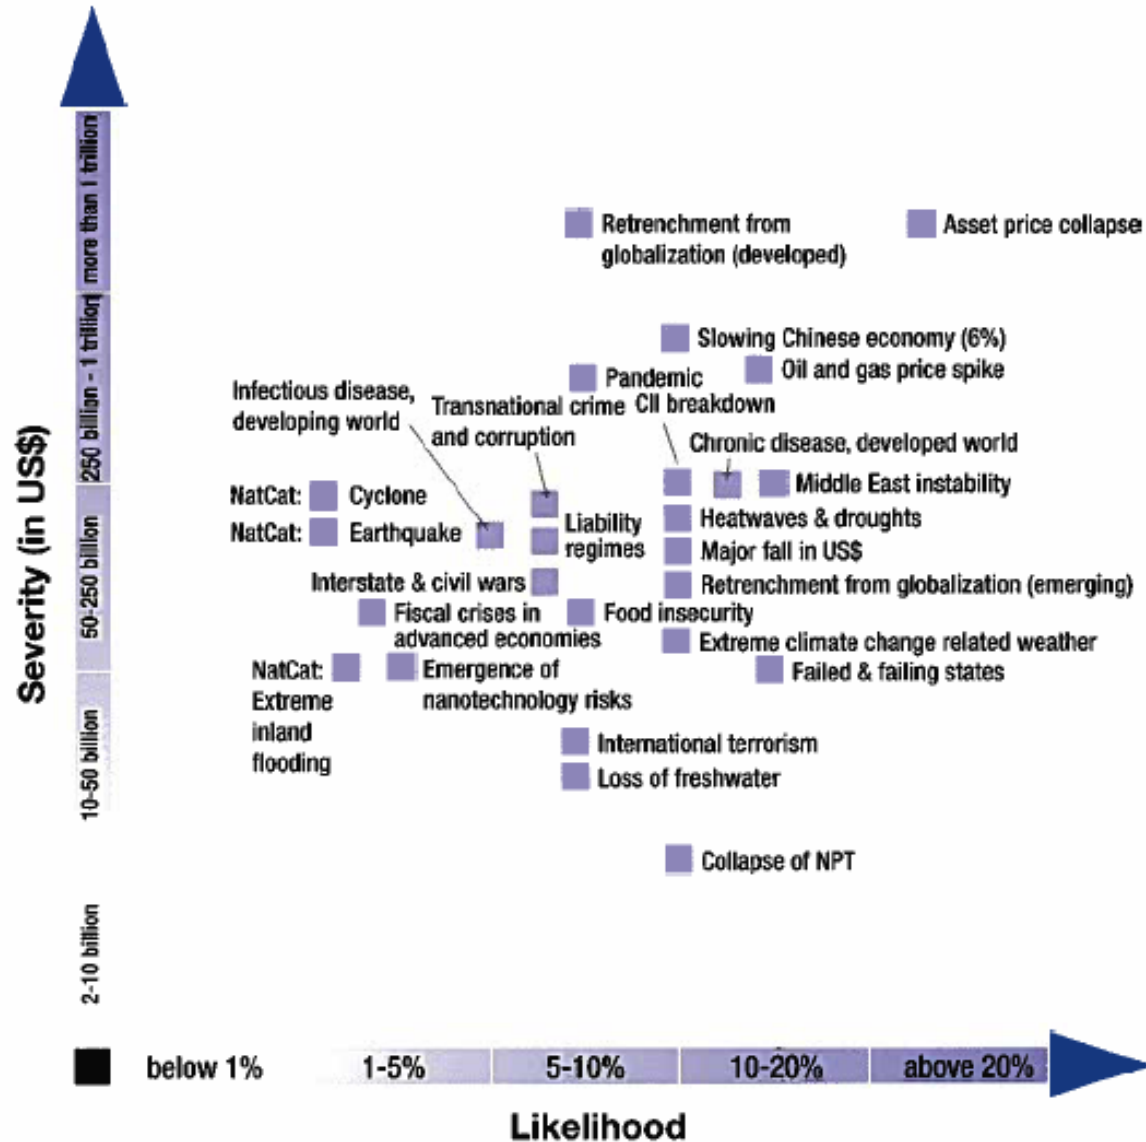 Severity (in US$)
more than 1 trillion
250 billion - 1 trillion
50-250 billion
10-50 billion
2-10 billion
Retrenchment from
globalization (developed)
Asset price collapse
Slowing Chinese economy (6%)
Oil and gas price spike
Pandemic
Infectious disease,
developing world
Transnational crime
and corruption
CII breakdown
Chronic disease, developed world
Middle East instability
NatCat: Cyclone
NatCat: Earthquake
Liability
regimes
Heatwaves & droughts
Major fall in US$
Interstate & civil wars
Retrenchment from globalization (emerging)
Fiscal crises in
advanced economies
Food insecurity
Extreme climate change related weather
Failed & failing states
NatCat:
Extreme
inland
flooding
Emergence of
nanotechnology risks
International terrorism
Loss of freshwater
Collapse of NPT
below 1% 1-5% 5-10% 10-20% above 20%
Likelihood